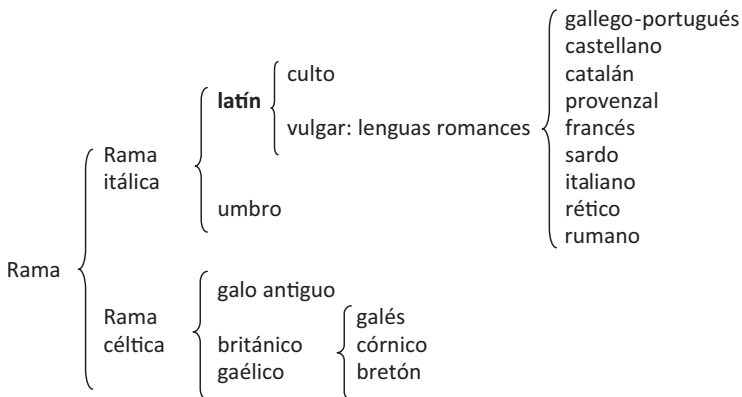 Rama
Rama
itálica
latín
culto
vulgar: lenguas romances
gallego-portugués
castellano
catalán
provenzal
francés
sardo
italiano
rético
rumano
umbro
Rama
céltica
galo antiguo
británico
gaélico
galés
córnico
bretón